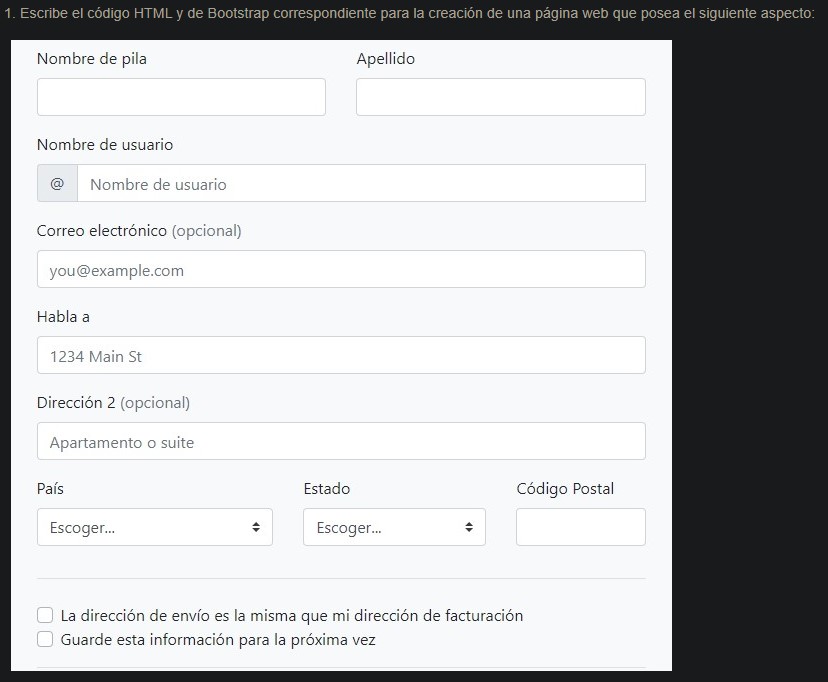 1. Escribe el código HTML y de Bootstrap correspondiente para la creación de una página web que posea el siguiente aspecto:
Nombre de pila Apellido
Nombre de usuario
@ Nombre de usuario
Correo electrónico (opcional)
you@example.com
Habla a
1234 Main St
Dirección 2 (opcional)
Apartamento o suite
País Estado Código Postal
Escoger... Escoger...
La dirección de envío es la misma que mi dirección de facturación
Guarde esta información para la próxima vez